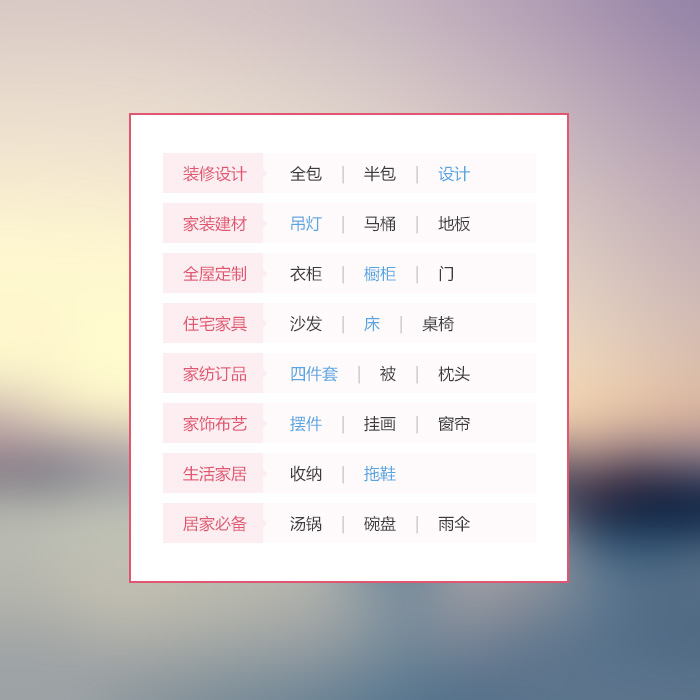 装修设计 全包 | 半包 | 设计
家装建材 吊灯 | 马桶 | 地板
全屋定制 衣柜 | 橱柜 | 门
住宅家具 沙发 | 床 | 桌椅
家纺订品 四件套 | 被 | 枕头
家饰布艺 摆件 | 挂画 | 窗帘
生活家居 收纳 | 拖鞋
居家必备 汤锅 | 碗盘 | 雨伞